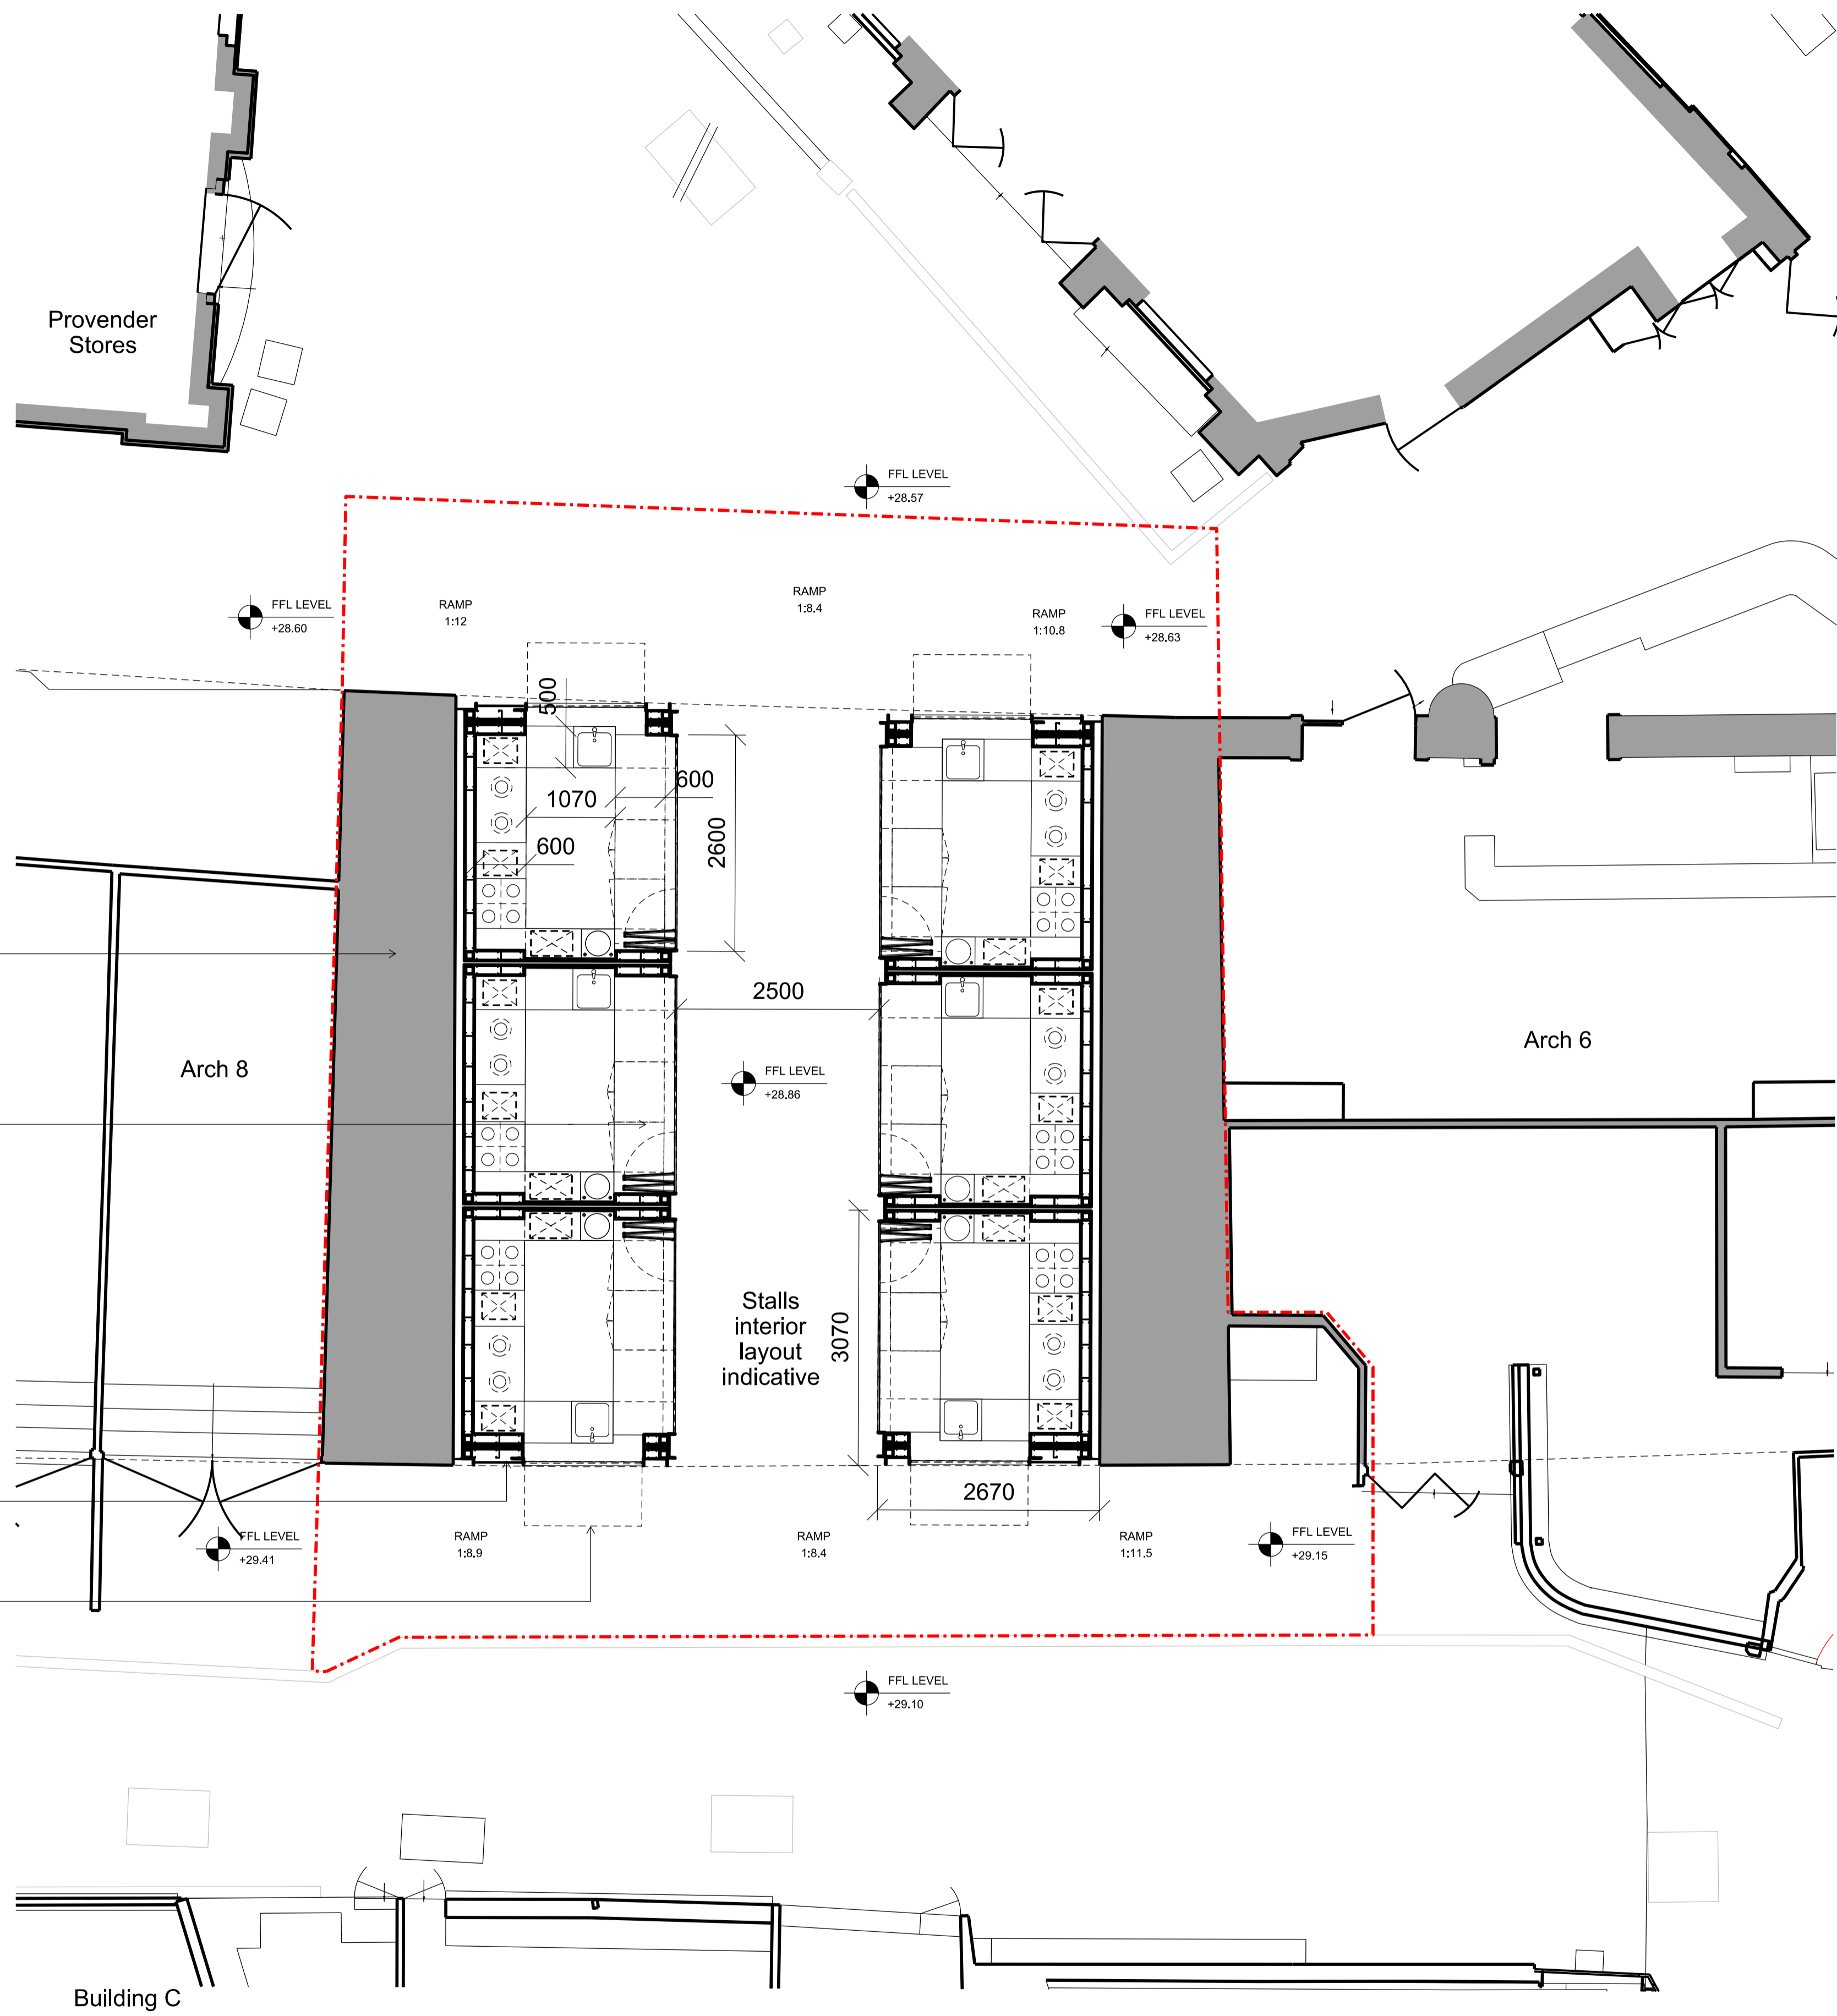 Provender
Stores
FFL LEVEL
+28.57
RAMP
1:8.4
FFL LEVEL
+28.60
RAMP
1:12
RAMP
1:10.8
FFL LEVEL
+28.63
500
600
1070
2600
600
2500
Arch 6
Arch 8
FFL LEVEL
+28.86
Stalls
interior
layout
indicative
3070
2670
FFL LEVEL
+29.41
RAMP
1:8.9
RAMP
1:8.4
RAMP
1:11.5
FFL LEVEL
+29.15
FFL LEVEL
+29.10
Building C